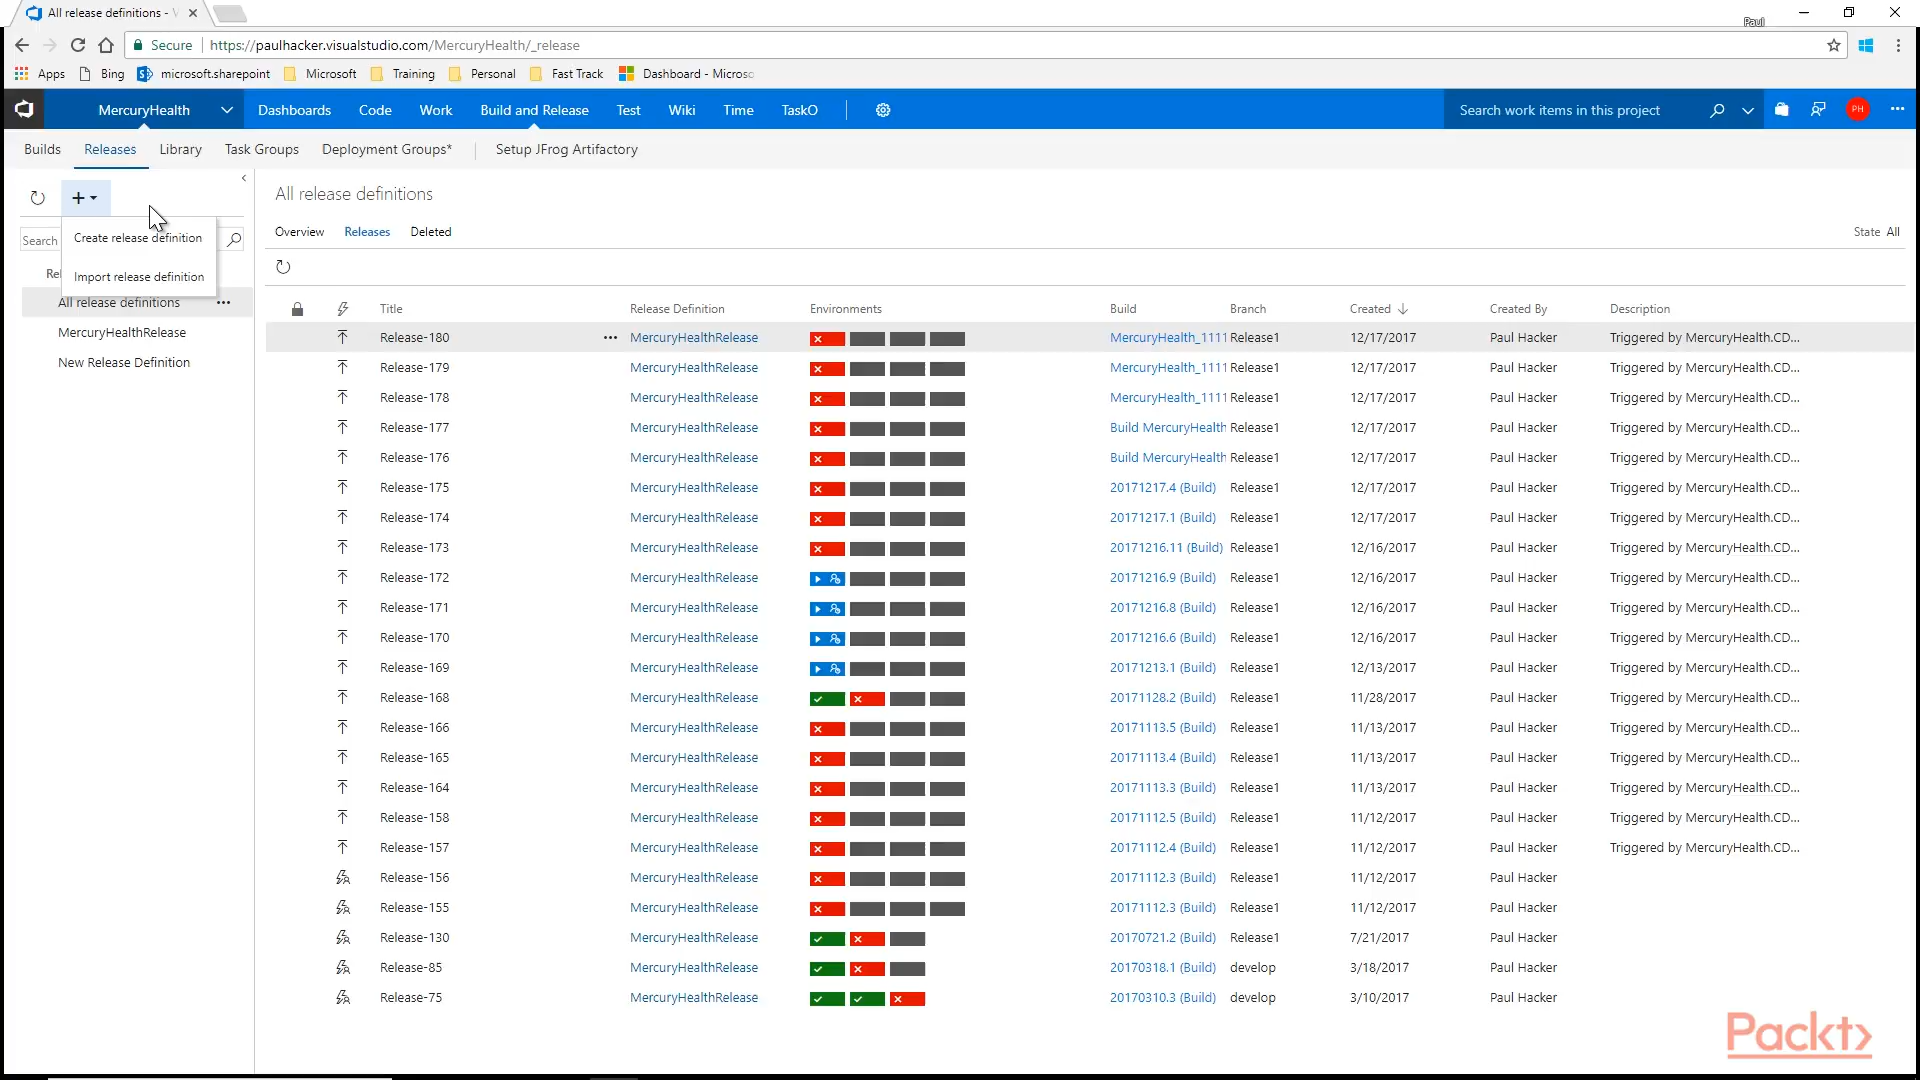 All release definitions -
Paul
Secure https://paulhacker.visualstudio.com/MercuryHealth/_release
Apps Bing microsoft.sharepoint Microsoft Training Personal Fast Track Dashboard - Microso
MercuryHealth Dashboards Code Work Build and Release Test Wiki Time TaskO Search work items in this project PH
Builds Releases Library Task Groups Deployment Groups* Setup JFrog Artifactory
All release definitions
Overview Releases Deleted State All
Create release definition
Search
Import release definition
All release definitions
MercuryHealthRelease
New Release Definition
Title Release Definition Environments Build Branch Created Created By Description
Release-180 MercuryHealthRelease MercuryHealth_1111 Release1 12/17/2017 Paul Hacker Triggered by MercuryHealth.CD...
Release-179 MercuryHealthRelease MercuryHealth_1111 Release1 12/17/2017 Paul Hacker Triggered by MercuryHealth.CD...
Release-178 MercuryHealthRelease MercuryHealth_1111 Release1 12/17/2017 Paul Hacker Triggered by MercuryHealth.CD...
Release-177 MercuryHealthRelease Build MercuryHealth Release1 12/17/2017 Paul Hacker Triggered by MercuryHealth.CD...
Release-176 MercuryHealthRelease Build MercuryHealth Release1 12/17/2017 Paul Hacker Triggered by MercuryHealth.CD...
Release-175 MercuryHealthRelease 20171217.4 (Build) Release1 12/17/2017 Paul Hacker Triggered by MercuryHealth.CD...
Release-174 MercuryHealthRelease 20171217.1 (Build) Release1 12/17/2017 Paul Hacker Triggered by MercuryHealth.CD...
Release-173 MercuryHealthRelease 20171216.11 (Build) Release1 12/16/2017 Paul Hacker Triggered by MercuryHealth.CD...
Release-172 MercuryHealthRelease 20171216.9 (Build) Release1 12/16/2017 Paul Hacker Triggered by MercuryHealth.CD...
Release-171 MercuryHealthRelease 20171216.8 (Build) Release1 12/16/2017 Paul Hacker Triggered by MercuryHealth.CD...
Release-170 MercuryHealthRelease 20171216.6 (Build) Release1 12/16/2017 Paul Hacker Triggered by MercuryHealth.CD...
Release-169 MercuryHealthRelease 20171213.1 (Build) Release1 12/13/2017 Paul Hacker Triggered by MercuryHealth.CD...
Release-168 MercuryHealthRelease 20171128.2 (Build) Release1 11/28/2017 Paul Hacker Triggered by MercuryHealth.CD...
Release-166 MercuryHealthRelease 20171113.5 (Build) Release1 11/13/2017 Paul Hacker Triggered by MercuryHealth.CD...
Release-165 MercuryHealthRelease 20171113.4 (Build) Release1 11/13/2017 Paul Hacker Triggered by MercuryHealth.CD...
Release-164 MercuryHealthRelease 20171113.3 (Build) Release1 11/13/2017 Paul Hacker Triggered by MercuryHealth.CD...
Release-158 MercuryHealthRelease 20171112.5 (Build) Release1 11/12/2017 Paul Hacker Triggered by MercuryHealth.CD...
Release-157 MercuryHealthRelease 20171112.4 (Build) Release1 11/12/2017 Paul Hacker Triggered by MercuryHealth.CD...
Release-156 MercuryHealthRelease 20171112.3 (Build) Release1 11/12/2017 Paul Hacker
Release-155 MercuryHealthRelease 20171112.3 (Build) Release1 11/12/2017 Paul Hacker
Release-130 MercuryHealthRelease 20170721.2 (Build) Release1 7/21/2017 Paul Hacker
Release-85 MercuryHealthRelease 20170318.1 (Build) develop 3/18/2017 Paul Hacker
Release-75 MercuryHealthRelease 20170310.3 (Build) develop 3/10/2017 Paul Hacker
Packt>